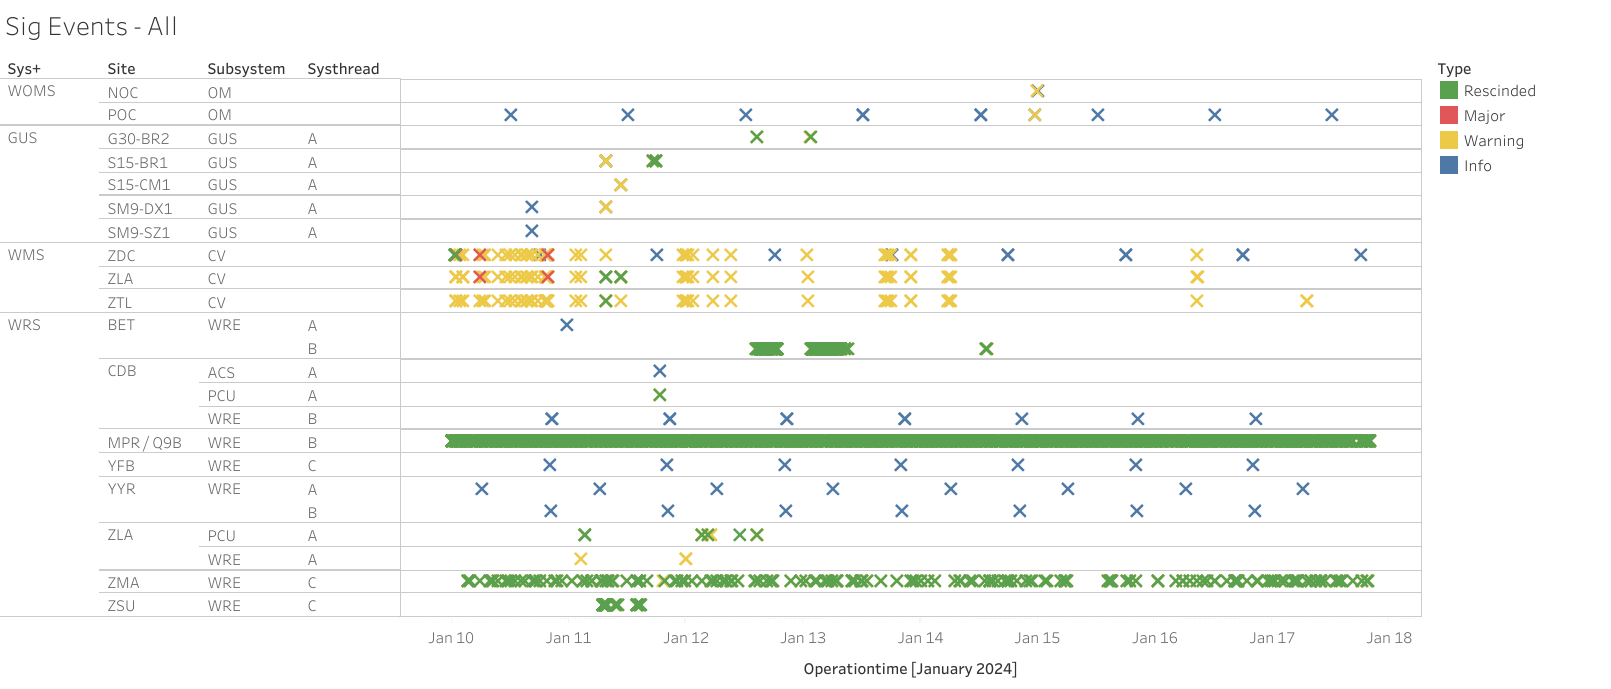 Sig Events - All
Sys+ Site Subsystem Systhread Type
WOMS NOC OM Rescinded
POC OM Major
GUS G30-BR2 GUS A Warning
S15-BR1 GUS A Info
S15-CM1 GUS A
SM9-DX1 GUS A
SM9-SZ1 GUS A
WMS ZDC CV
ZLA CV
ZTL CV
WRS BET WRE A
B
CDB ACS A
PCU A
WRE B
MPR / Q9B WRE B
YFB WRE C
YYR WRE A
B
ZLA PCU A
WRE A
ZMA WRE C
ZSU WRE C
Jan 10 Jan 11 Jan 12 Jan 13 Jan 14 Jan 15 Jan 16 Jan 17 Jan 18
Operationtime [January 2024]